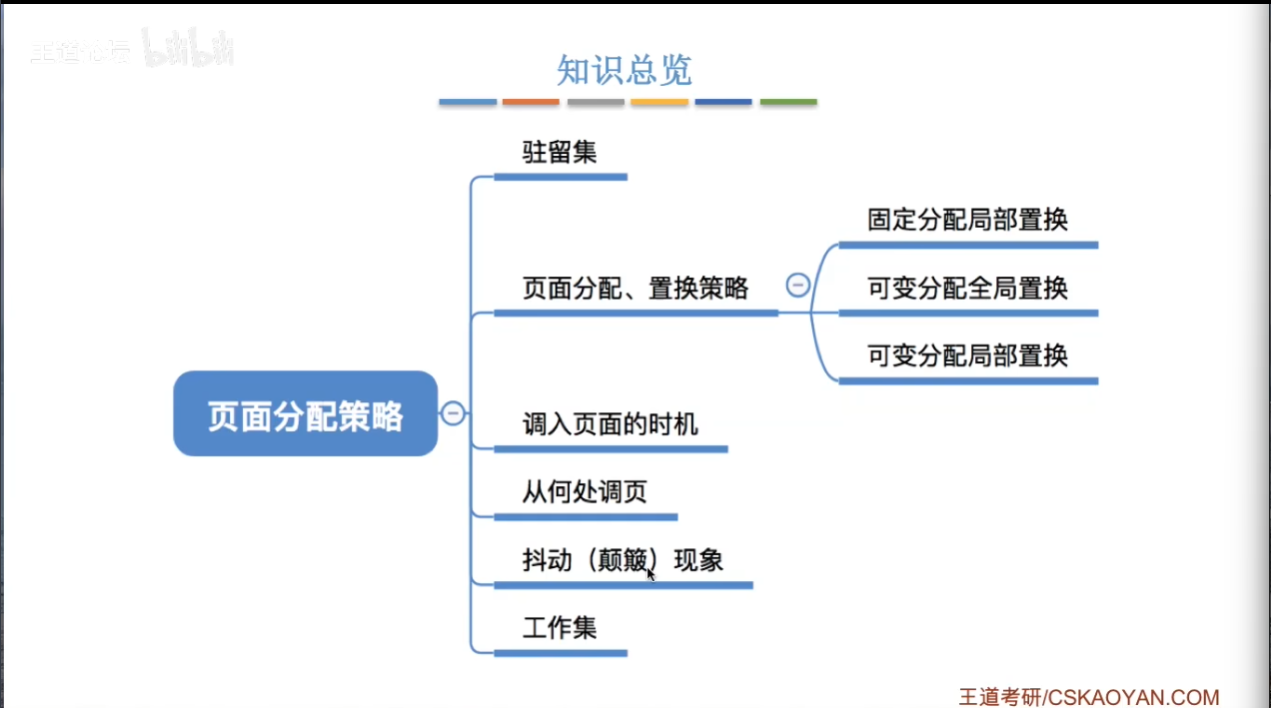 王道论坛 bilibili
知识总览
驻留集
页面分配、置换策略
固定分配局部置换
可变分配全局置换
可变分配局部置换
页面分配策略
调入页面的时机
从何处调页
抖动（颠簸）现象
工作集
王道考研/CSKAOYAN.COM